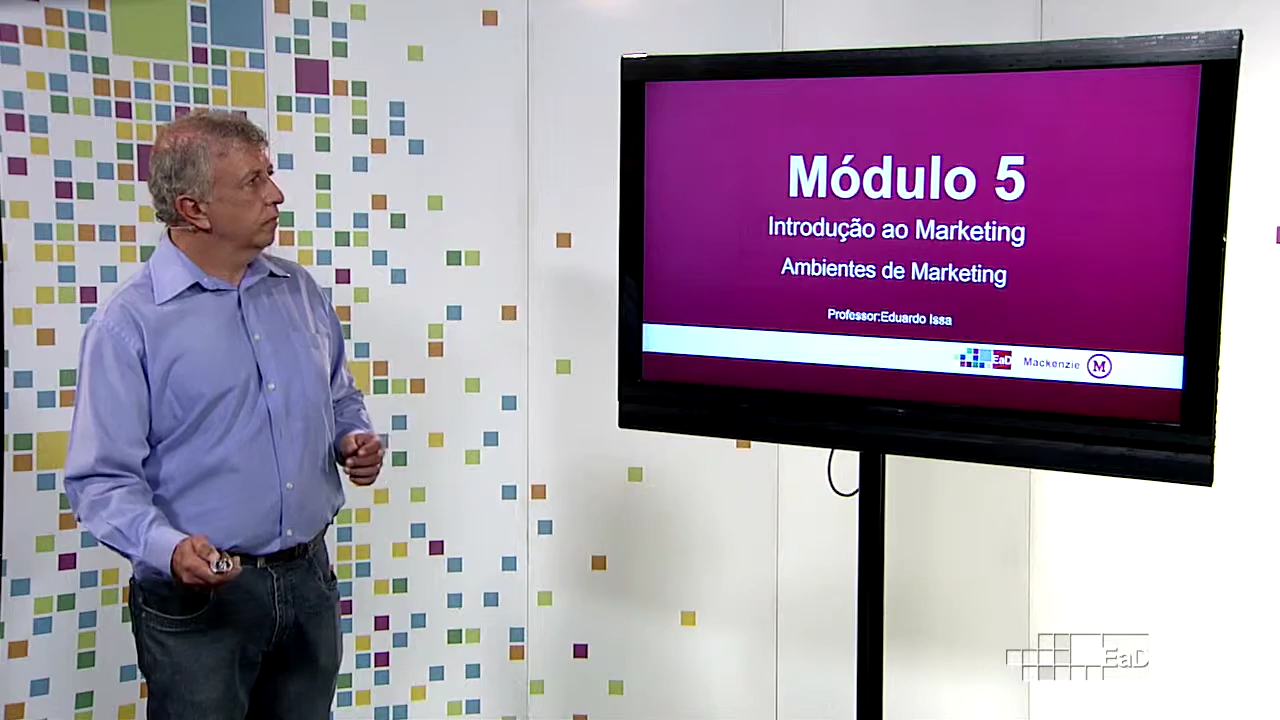 Módulo 5
Introdução ao Marketing
Ambientes de Marketing
Professor:Eduardo Issa
EaD Mackenzie M
EaD